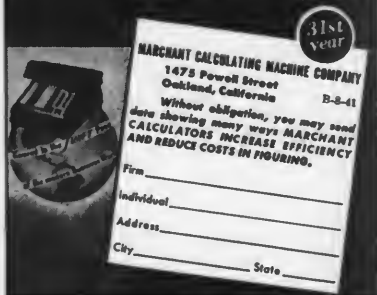 31st
year
MARCHANT CALCULATING MACHINE COMPANY
1475 Powell Street
Oakland, California
B-8-41
Without obligation, you may send
data showing many ways MARCHANT
CALCULATORS INCREASE EFFICIENCY
AND REDUCE COSTS IN FIGURING.
Firm
Individual
Address
City State